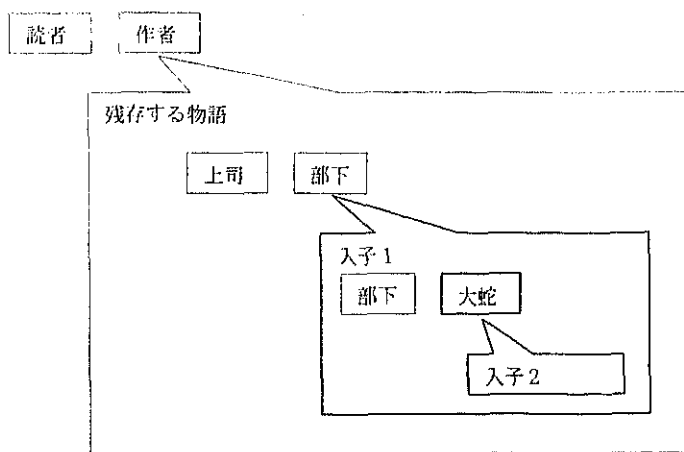 読者 作者
残存する物語
上司 部下
入子1
部下 大蛇
入子2